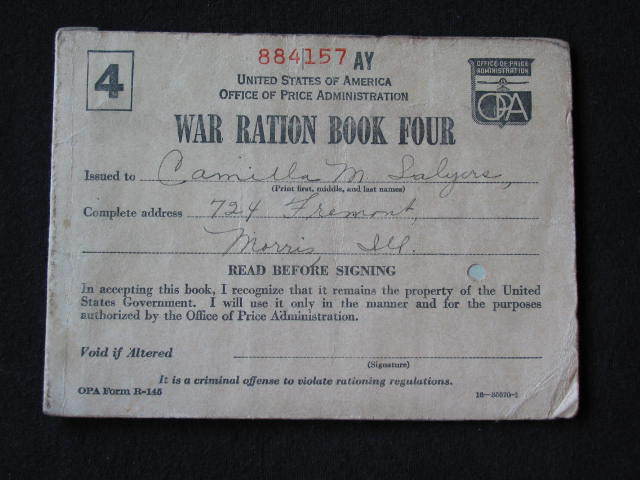 884157 AY
4
UNITED STATES OF AMERICA
OFFICE OF PRICE ADMINISTRATION
OFFICE OF PRICE
ADMINISTRATION
OPA
WAR RATION BOOK FOUR
Issued to Camilla M Salyers,
(Print first, middle, and last names)
Complete address 724 Fremont,
Morris, Ill.
READ BEFORE SIGNING
In accepting this book, I recognize that it remains the property of the United
States Government. I will use it only in the manner and for the purposes
authorized by the Office of Price Administration.
Void if Altered
(Signature)
It is a criminal offense to violate rationing regulations.
OPA Form R-145
16—35570-1